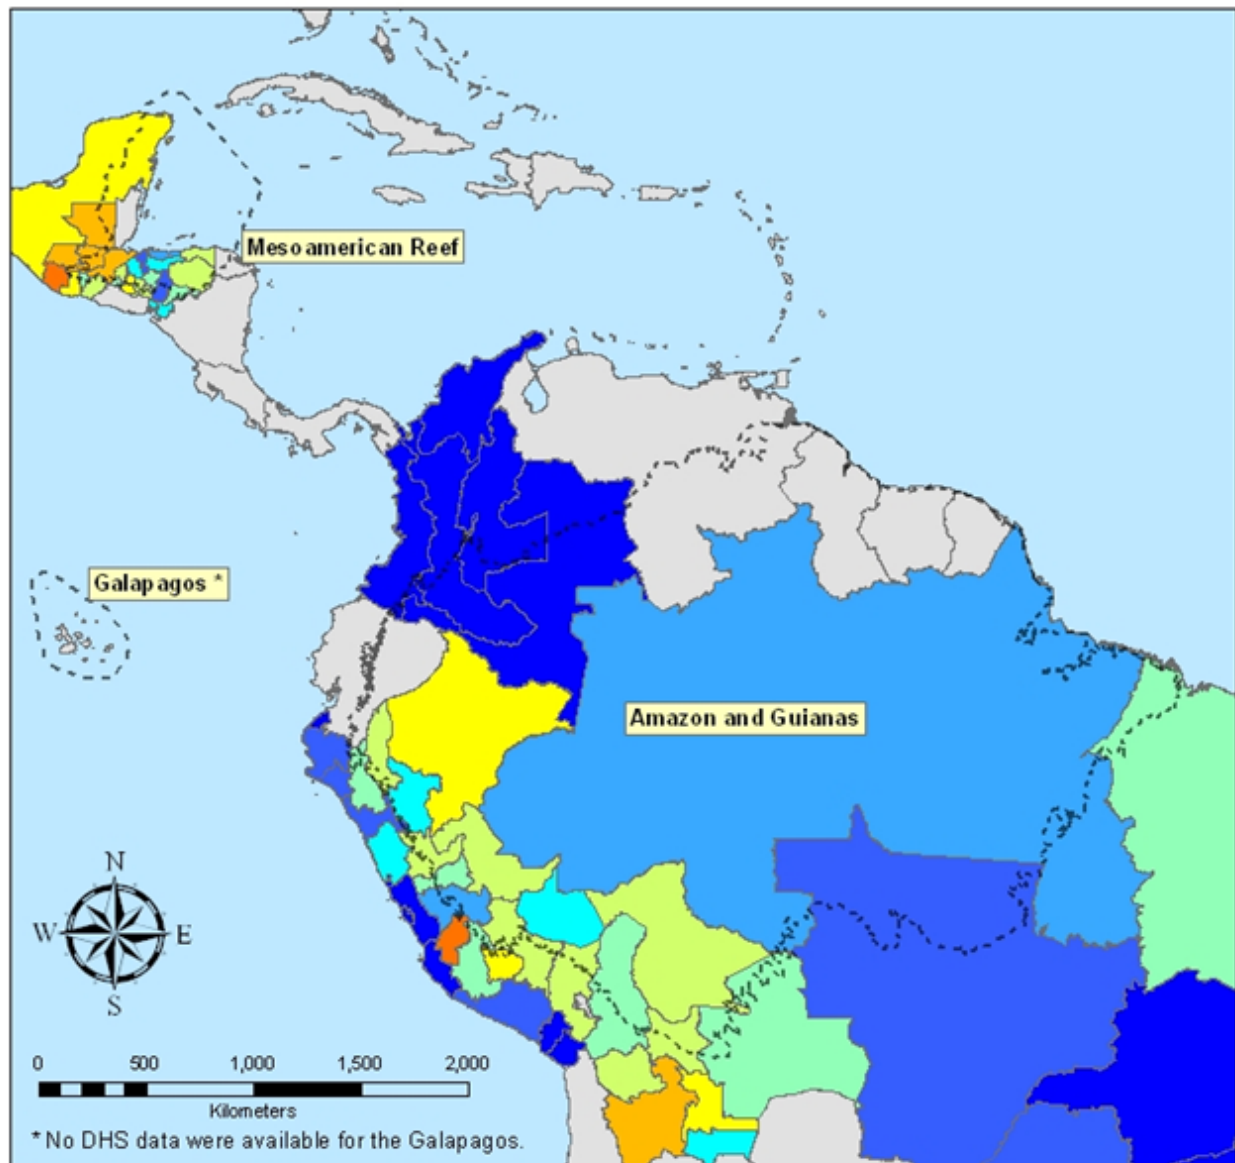 Mesoamerican Reef
Galapagos *
Amazon and Guianas
N
W E
S
0 500 1,000 1,500 2,000
Kilometers
* No DHS data were available for the Galapagos.